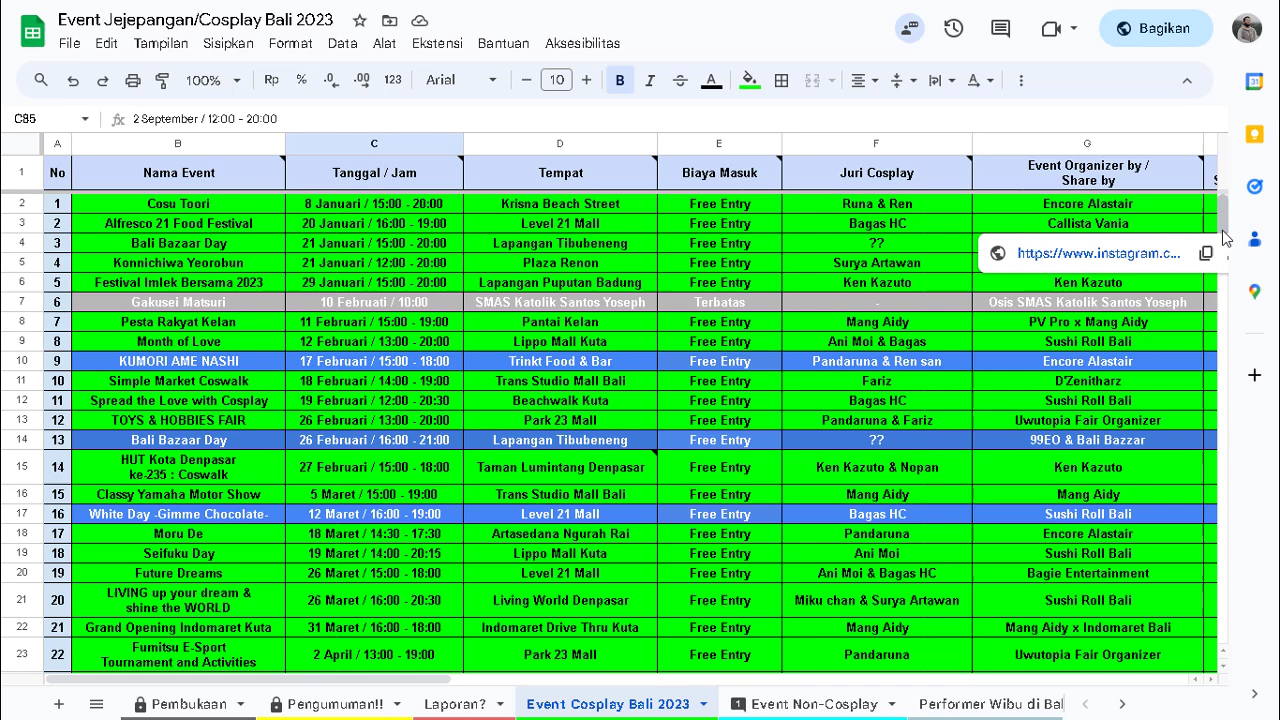 Event Jejepangan/Cosplay Bali 2023
File Edit Tampilan Sisipkan Format Data Alat Ekstensi Bantuan Aksesibilitas
Bagikan
100% Rp % .0 .00 123 Arial 10 B I A A
C85 fx 2 September / 12:00 - 20:00
A B C D E F G
1 No Nama Event Tanggal / Jam Tempat Biaya Masuk Juri Cosplay Event Organizer by / Share by
2 1 Cosu Toori 8 Januari / 15:00 - 20:00 Krisna Beach Street Free Entry Runa & Ren Encore Alastair
3 2 Alfresco 21 Food Festival 20 Januari / 16:00 - 19:00 Level 21 Mall Free Entry Bagas HC Callista Vania
4 3 Bali Bazaar Day 21 Januari / 15:00 - 20:00 Lapangan Tibubeneng Free Entry ??
https://www.instagram.c...
5 4 Konnichiwa Yeorobun 21 Januari / 12:00 - 20:00 Plaza Renon Free Entry Surya Artawan
6 5 Festival Imlek Bersama 2023 29 Januari / 15:00 - 20:00 Lapangan Puputan Badung Free Entry Ken Kazuto Ken Kazuto
7 6 Gakusei Matsuri 10 Februati / 10:00 SMAS Katolik Santos Yoseph Terbatas - Osis SMAS Katolik Santos Yoseph
8 7 Pesta Rakyat Kelan 11 Februari / 15:00 - 19:00 Pantai Kelan Free Entry Mang Aidy PV Pro x Mang Aidy
9 8 Month of Love 12 Februari / 13:00 - 20:00 Lippo Mall Kuta Free Entry Ani Moi & Bagas Sushi Roll Bali
10 9 KUMORI AME NASHI 17 Februari / 15:00 - 18:00 Trinkt Food & Bar Free Entry Pandaruna & Ren san Encore Alastair
11 10 Simple Market Coswalk 18 Februari / 14:00 - 19:00 Trans Studio Mall Bali Free Entry Fariz D'Zenitharz
12 11 Spread the Love with Cosplay 19 Februari / 12:00 - 20:30 Beachwalk Kuta Free Entry Bagas HC Sushi Roll Bali
13 12 TOYS & HOBBIES FAIR 26 Februari / 13:00 - 20:00 Park 23 Mall Free Entry Pandaruna & Fariz Uwutopia Fair Organizer
14 13 Bali Bazaar Day 26 Februari / 16:00 - 21:00 Lapangan Tibubeneng Free Entry ?? 99EO & Bali Bazzar
15 14 HUT Kota Denpasar ke-235 : Coswalk 27 Februari / 15:00 - 18:00 Taman Lumintang Denpasar Free Entry Ken Kazuto & Nopan Ken Kazuto
16 15 Classy Yamaha Motor Show 5 Maret / 15:00 - 19:00 Trans Studio Mall Bali Free Entry Mang Aidy Mang Aidy
17 16 White Day -Gimme Chocolate- 12 Maret / 16:00 - 19:00 Level 21 Mall Free Entry Bagas HC Sushi Roll Bali
18 17 Moru De 18 Maret / 14:30 - 17:30 Artasedana Ngurah Rai Free Entry Pandaruna Encore Alastair
19 18 Seifuku Day 19 Maret / 14:00 - 20:15 Lippo Mall Kuta Free Entry Ani Moi Sushi Roll Bali
20 19 Future Dreams 26 Maret / 15:00 - 18:00 Level 21 Mall Free Entry Ani Moi & Bagas HC Bagie Entertainment
21 20 LIVING up your dream & shine the WORLD 26 Maret / 16:00 - 20:30 Living World Denpasar Free Entry Miku chan & Surya Artawan Sushi Roll Bali
22 21 Grand Opening Indomaret Kuta 31 Maret / 16:00 - 18:00 Indomaret Drive Thru Kuta Free Entry Mang Aidy Mang Aidy x Indomaret Bali
23 22 Fumitsu E-Sport Tournament and Activities 2 April / 13:00 - 19:00 Park 23 Mall Free Entry Pandaruna Uwutopia Fair Organizer
Pembukaan Pengumuman!! Laporan? Event Cosplay Bali 2023 1 Event Non-Cosplay Performer Wibu di Bal